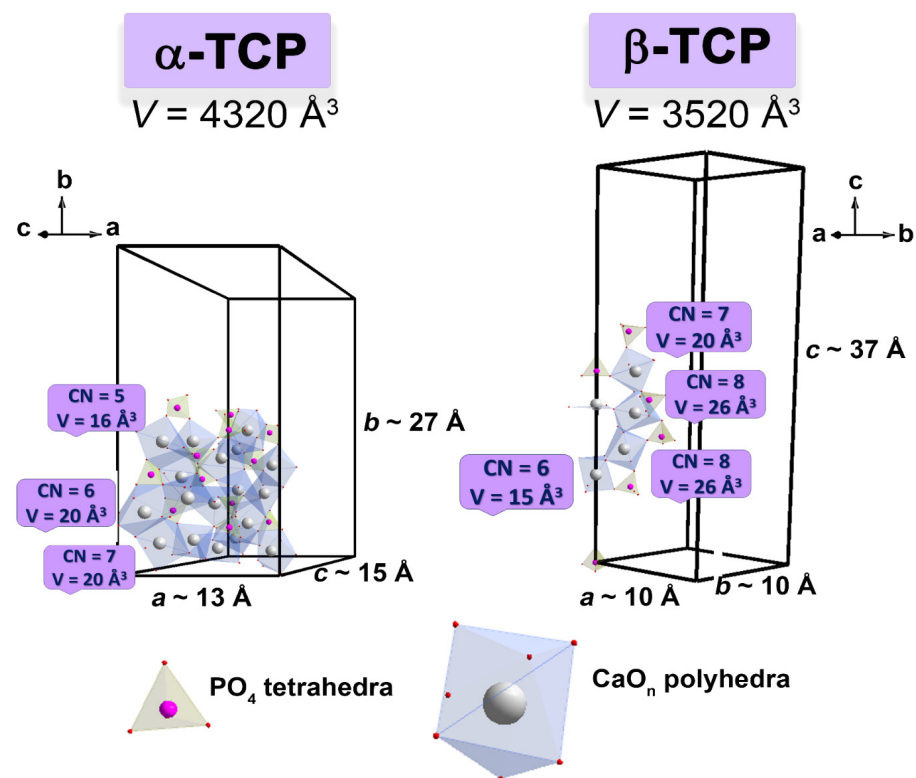 α-TCP
V = 4320 Å³
b
c
a
CN = 5
V = 16 Å³
CN = 6
V = 20 Å³
CN = 7
V = 20 Å³
b ~ 27 Å
c ~ 15 Å
a ~ 13 Å
β-TCP
V = 3520 Å³
c
a
b
CN = 7
V = 20 Å³
CN = 8
V = 26 Å³
CN = 6
V = 15 Å³
CN = 8
V = 26 Å³
c ~ 37 Å
a ~ 10 Å
b ~ 10 Å
PO₄ tetrahedra
CaOₙ polyhedra